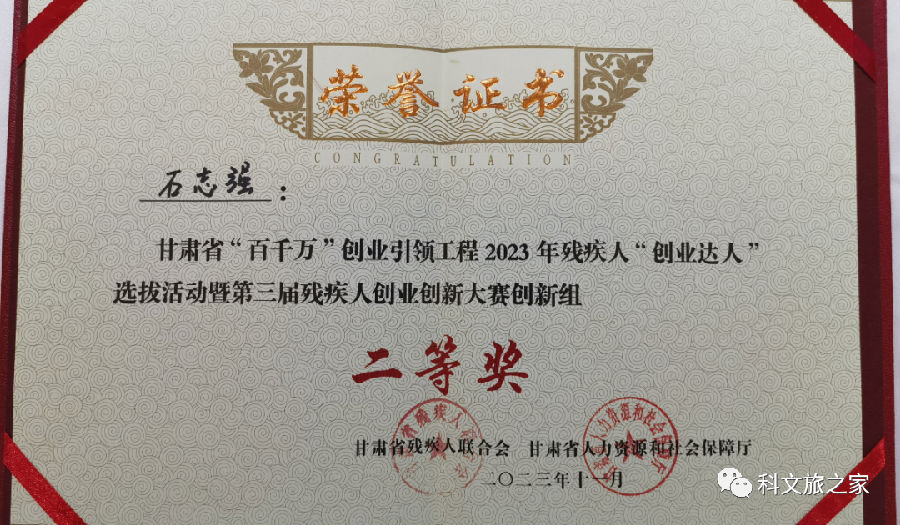 荣誉证书
CONGRATULATION
石志强：
甘肃省“百千万”创业引领工程2023年残疾人“创业达人”
选拔活动暨第三届残疾人创业创新大赛创新组
二等奖
甘肃省残疾人联合会 甘肃省人力资源和社会保障厅
二〇二三年十一月
科文旅之家